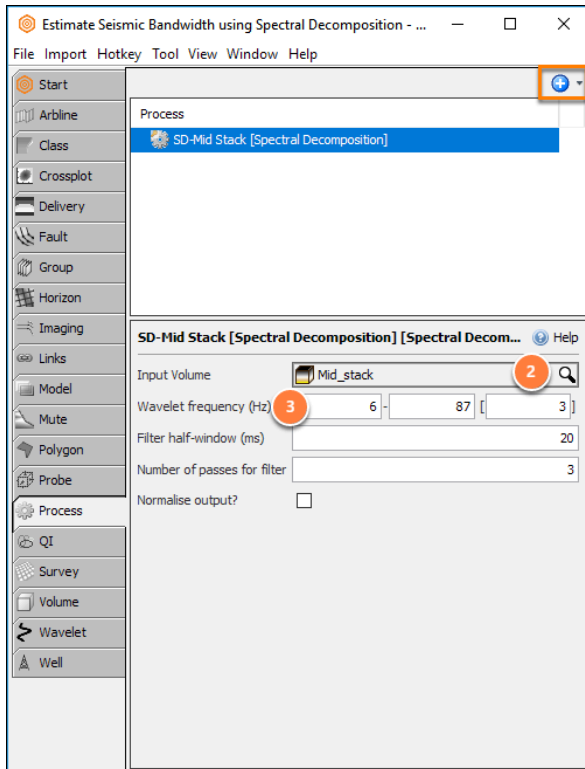 Estimate Seismic Bandwidth using Spectral Decomposition - ...
File Import Hotkey Tool View Window Help
Start
Arbline
Class
Crossplot
Delivery
Fault
Group
Horizon
Imaging
Links
Model
Mute
Polygon
Probe
Process
QI
Survey
Volume
Wavelet
Well
Process
SD-Mid Stack [Spectral Decomposition]
SD-Mid Stack [Spectral Decomposition] [Spectral Decom... Help
Input Volume Mid_stack 2
Wavelet frequency (Hz) 3 6 - 87 [ 3 ]
Filter half-window (ms) 20
Number of passes for filter 3
Normalise output?